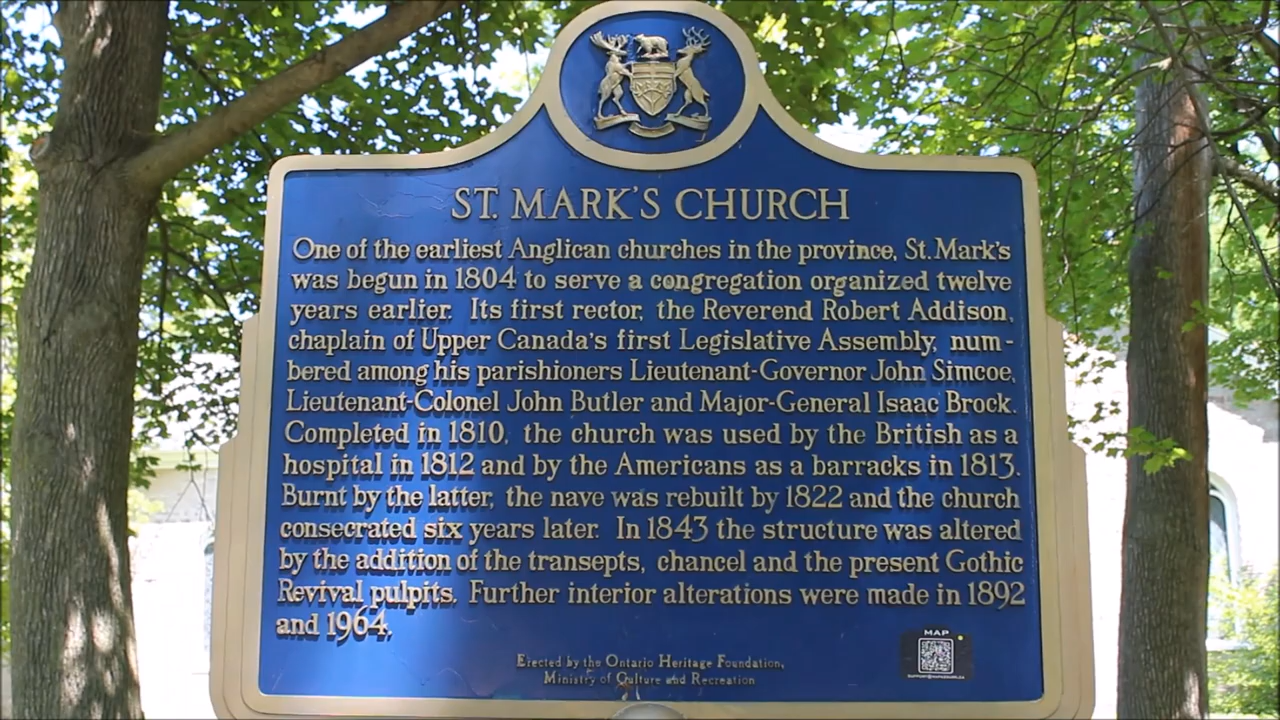 ST. MARK'S CHURCH
One of the earliest Anglican churches in the province, St. Mark's
was begun in 1804 to serve a congregation organized twelve
years earlier. Its first rector, the Reverend Robert Addison,
chaplain of Upper Canada's first Legislative Assembly, num-
bered among his parishioners Lieutenant-Governor John Simcoe,
Lieutenant-Colonel John Butler and Major-General Isaac Brock.
Completed in 1810, the church was used by the British as a
hospital in 1812 and by the Americans as a barracks in 1813.
Burnt by the latter, the nave was rebuilt by 1822 and the church
consecrated six years later. In 1843 the structure was altered
by the addition of the transepts, chancel and the present Gothic
Revival pulpits. Further interior alterations were made in 1892
and 1964.
MAP
Erected by the Ontario Heritage Foundation,
Ministry of Culture and Recreation